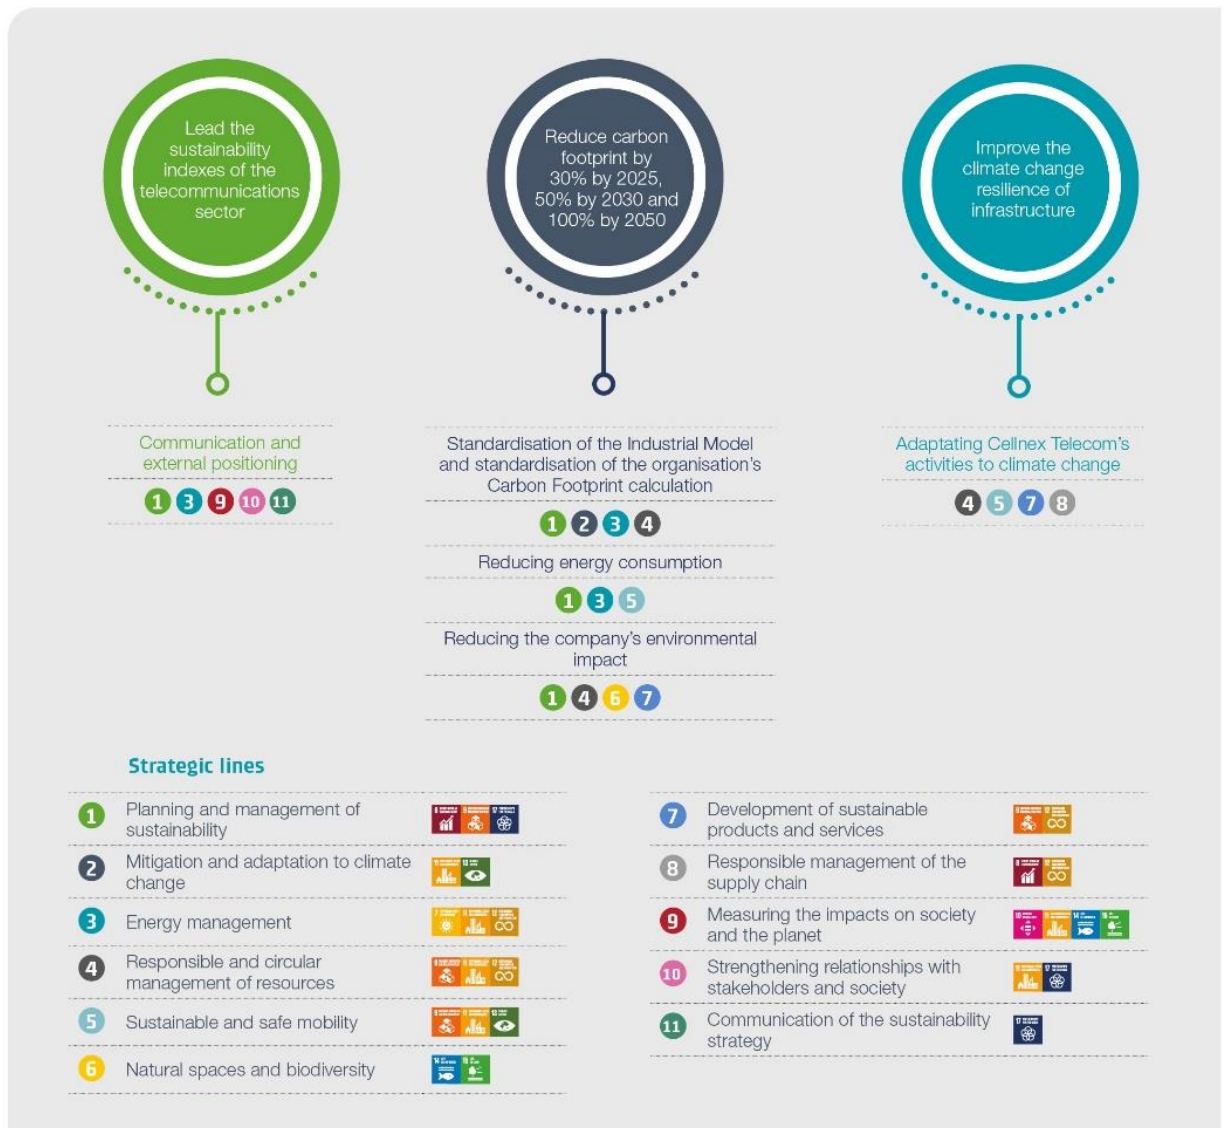 Lead the
sustainability
indexes of the
telecommunications
sector
Reduce carbon
footprint by
30% by 2025,
50% by 2030 and
100% by 2050
Improve the
climate change
resilience of
infrastructure
Communication and
external positioning
1 3 9 10 11
Standardisation of the Industrial Model
and standardisation of the organisation's
Carbon Footprint calculation
1 2 3 4
Reducing energy consumption
1 3 5
Reducing the company's environmental
impact
1 4 6 7
Adaptating Cellnex Telecom's
activities to climate change
4 5 7 8
Strategic lines
1 Planning and management of
sustainability
2 Mitigation and adaptation to climate
change
3 Energy management
4 Responsible and circular
management of resources
5 Sustainable and safe mobility
6 Natural spaces and biodiversity
7 Development of sustainable
products and services
8 Responsible management of the
supply chain
9 Measuring the impacts on society
and the planet
10 Strengthening relationships with
stakeholders and society
11 Communication of the sustainability
strategy